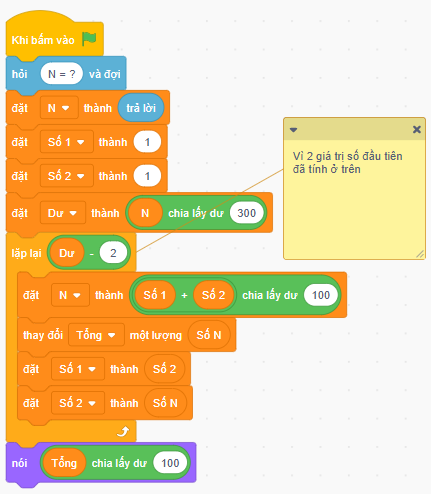 Khi bấm vào
hỏi N = ? và đợi
đặt N thành trả lời
đặt Số 1 thành 1
đặt Số 2 thành 1
đặt Dư thành N chia lấy dư 300
lặp lại Dư - 2
đặt N thành Số 1 + Số 2 chia lấy dư 100
thay đổi Tổng một lượng Số N
đặt Số 1 thành Số 2
đặt Số 2 thành Số N
nói Tổng chia lấy dư 100
Ví 2 giá trị số đầu tiên
đã tính ở trên